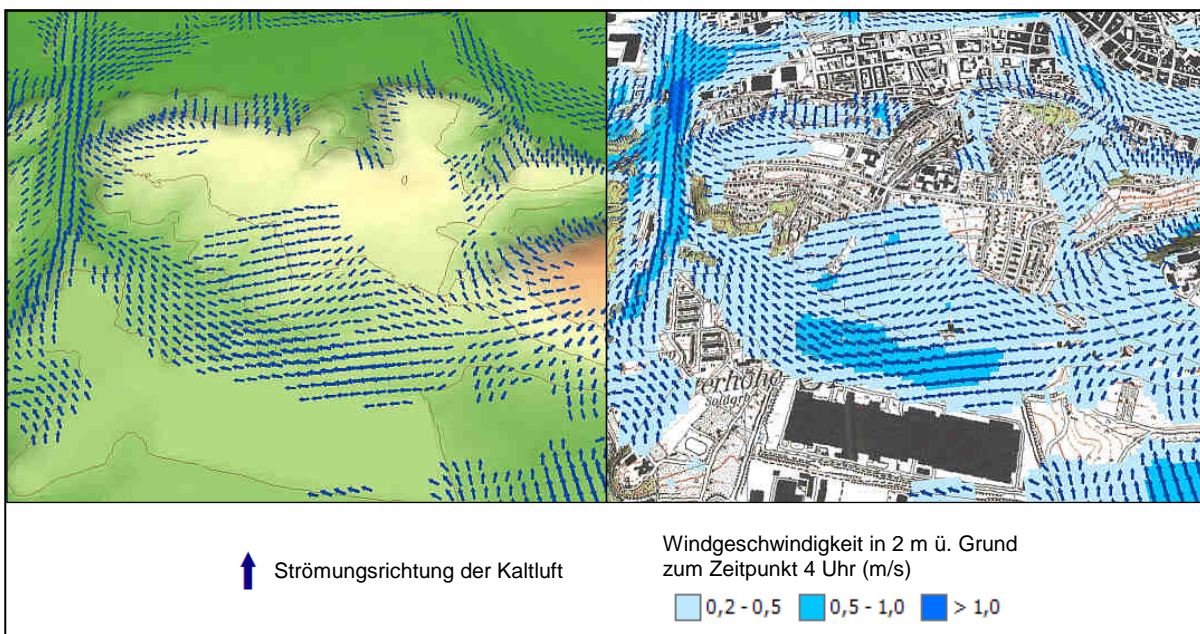 terhöhe
Strömungsrichtung der Kaltluft
Windgeschwindigkeit in 2 m ü. Grund
zum Zeitpunkt 4 Uhr (m/s)
0,2 - 0,5
0,5 - 1,0
> 1,0